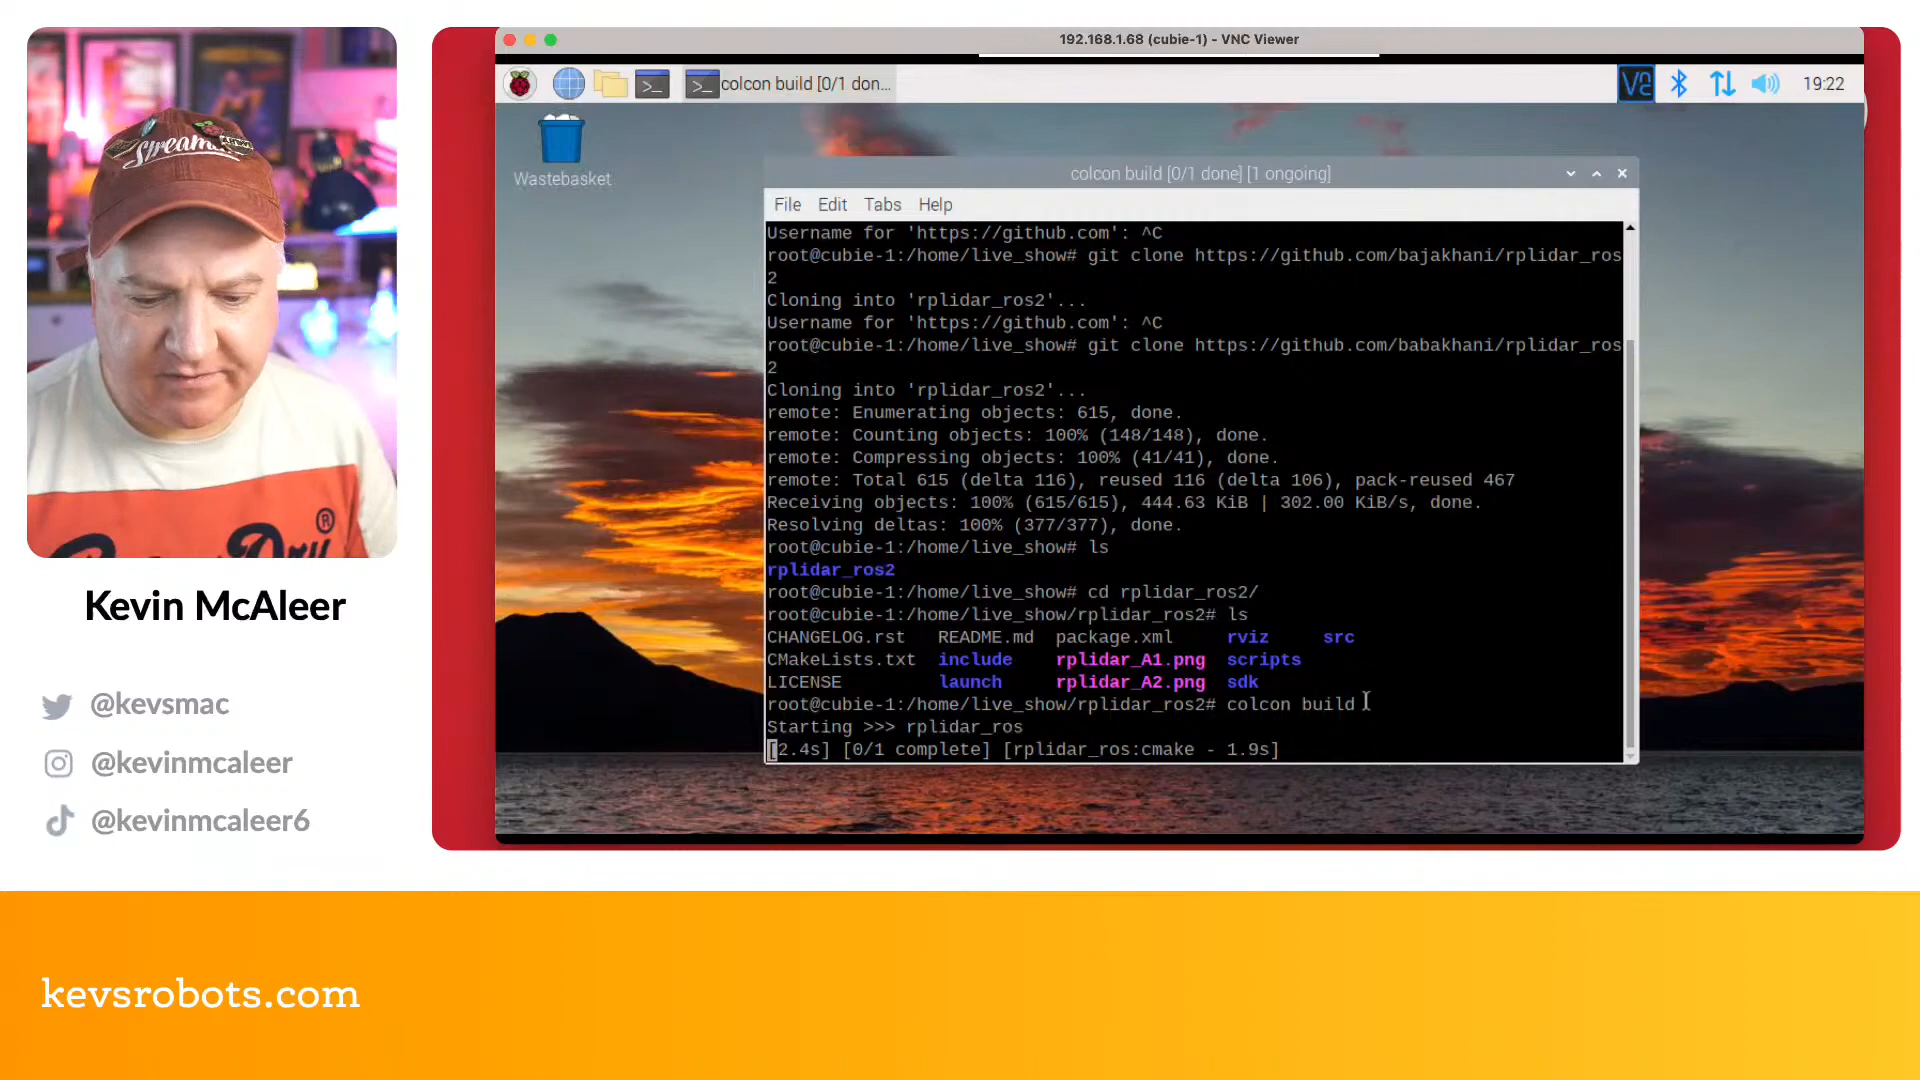 Streamin
®
Kevin McAleer
@kevsmac
@kevinmcaleer
@kevinmcaleer6
192.168.1.68 (cubie-1) - VNC Viewer
colcon build [0/1 don...
19:22
Wastebasket
colcon build [0/1 done] [1 ongoing]
File Edit Tabs Help
Username for 'https://github.com': ^C
root@cubie-1:/home/live_show# git clone https://github.com/bajakhani/rplidar_ros
2
Cloning into 'rplidar_ros2'...
Username for 'https://github.com': ^C
root@cubie-1:/home/live_show# git clone https://github.com/babakhani/rplidar_ros
2
Cloning into 'rplidar_ros2'...
remote: Enumerating objects: 615, done.
remote: Counting objects: 100% (148/148), done.
remote: Compressing objects: 100% (41/41), done.
remote: Total 615 (delta 116), reused 116 (delta 106), pack-reused 467
Receiving objects: 100% (615/615), 444.63 KiB | 302.00 KiB/s, done.
Resolving deltas: 100% (377/377), done.
root@cubie-1:/home/live_show# ls
rplidar_ros2
root@cubie-1:/home/live_show# cd rplidar_ros2/
root@cubie-1:/home/live_show/rplidar_ros2# ls
CHANGELOG.rst README.md package.xml rviz src
CMakeLists.txt include rplidar_A1.png scripts
LICENSE launch rplidar_A2.png sdk
root@cubie-1:/home/live_show/rplidar_ros2# colcon build
Starting >>> rplidar_ros
[2.4s] [0/1 complete] [rplidar_ros:cmake - 1.9s]
kevsrobots.com